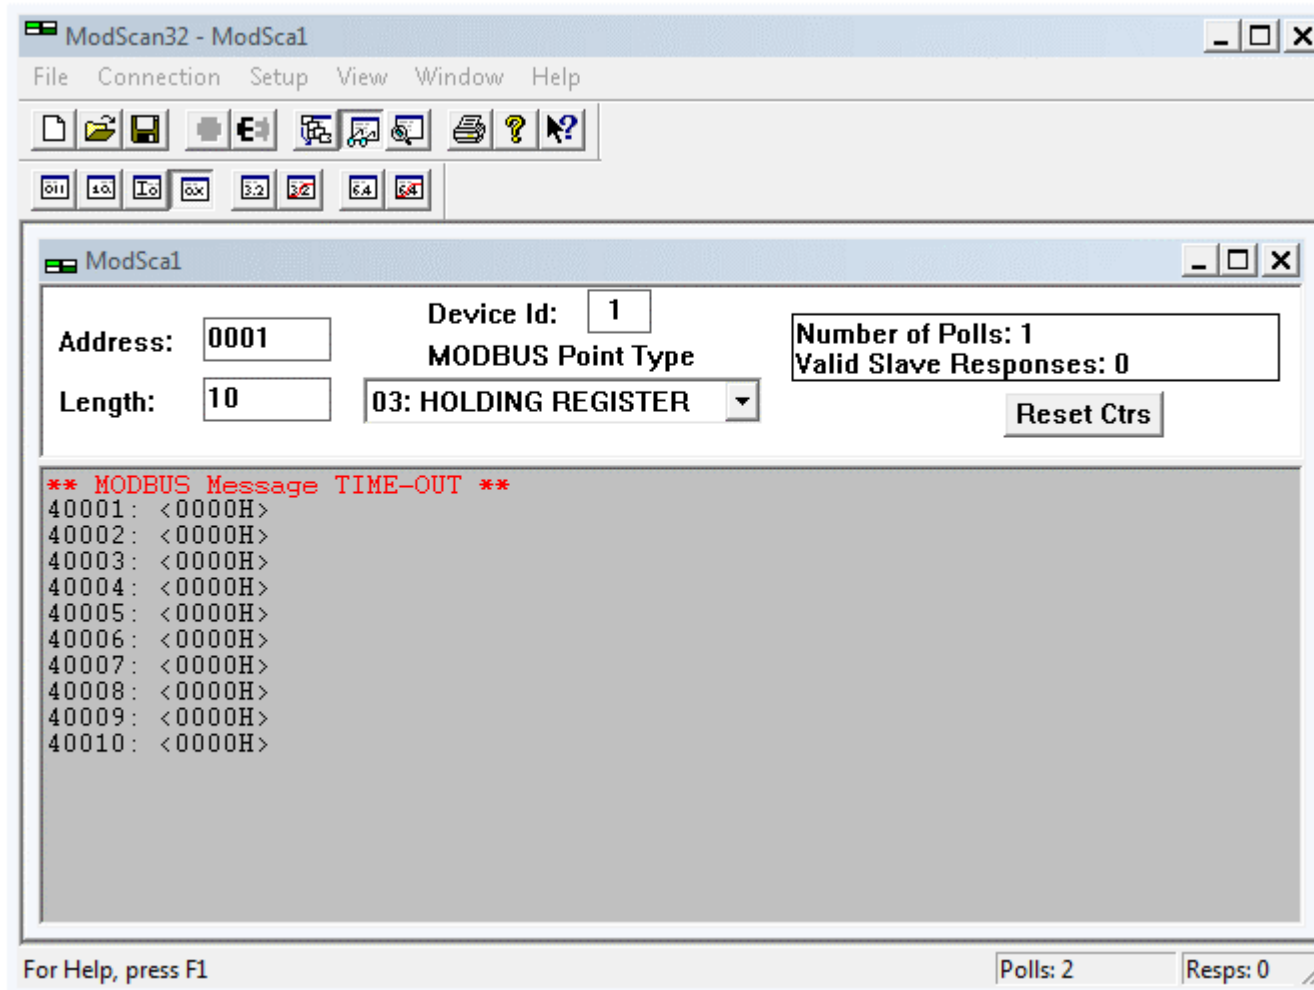 ModScan32 - ModSca1
File Connection Setup View Window Help
ModSca1
Address: 0001
Device Id: 1
MODBUS Point Type
Length: 10
03: HOLDING REGISTER
Number of Polls: 1
Valid Slave Responses: 0
Reset Ctrs
** MODBUS Message TIME-OUT **
40001: <0000H>
40002: <0000H>
40003: <0000H>
40004: <0000H>
40005: <0000H>
40006: <0000H>
40007: <0000H>
40008: <0000H>
40009: <0000H>
40010: <0000H>
For Help, press F1
Polls: 2
Resps: 0